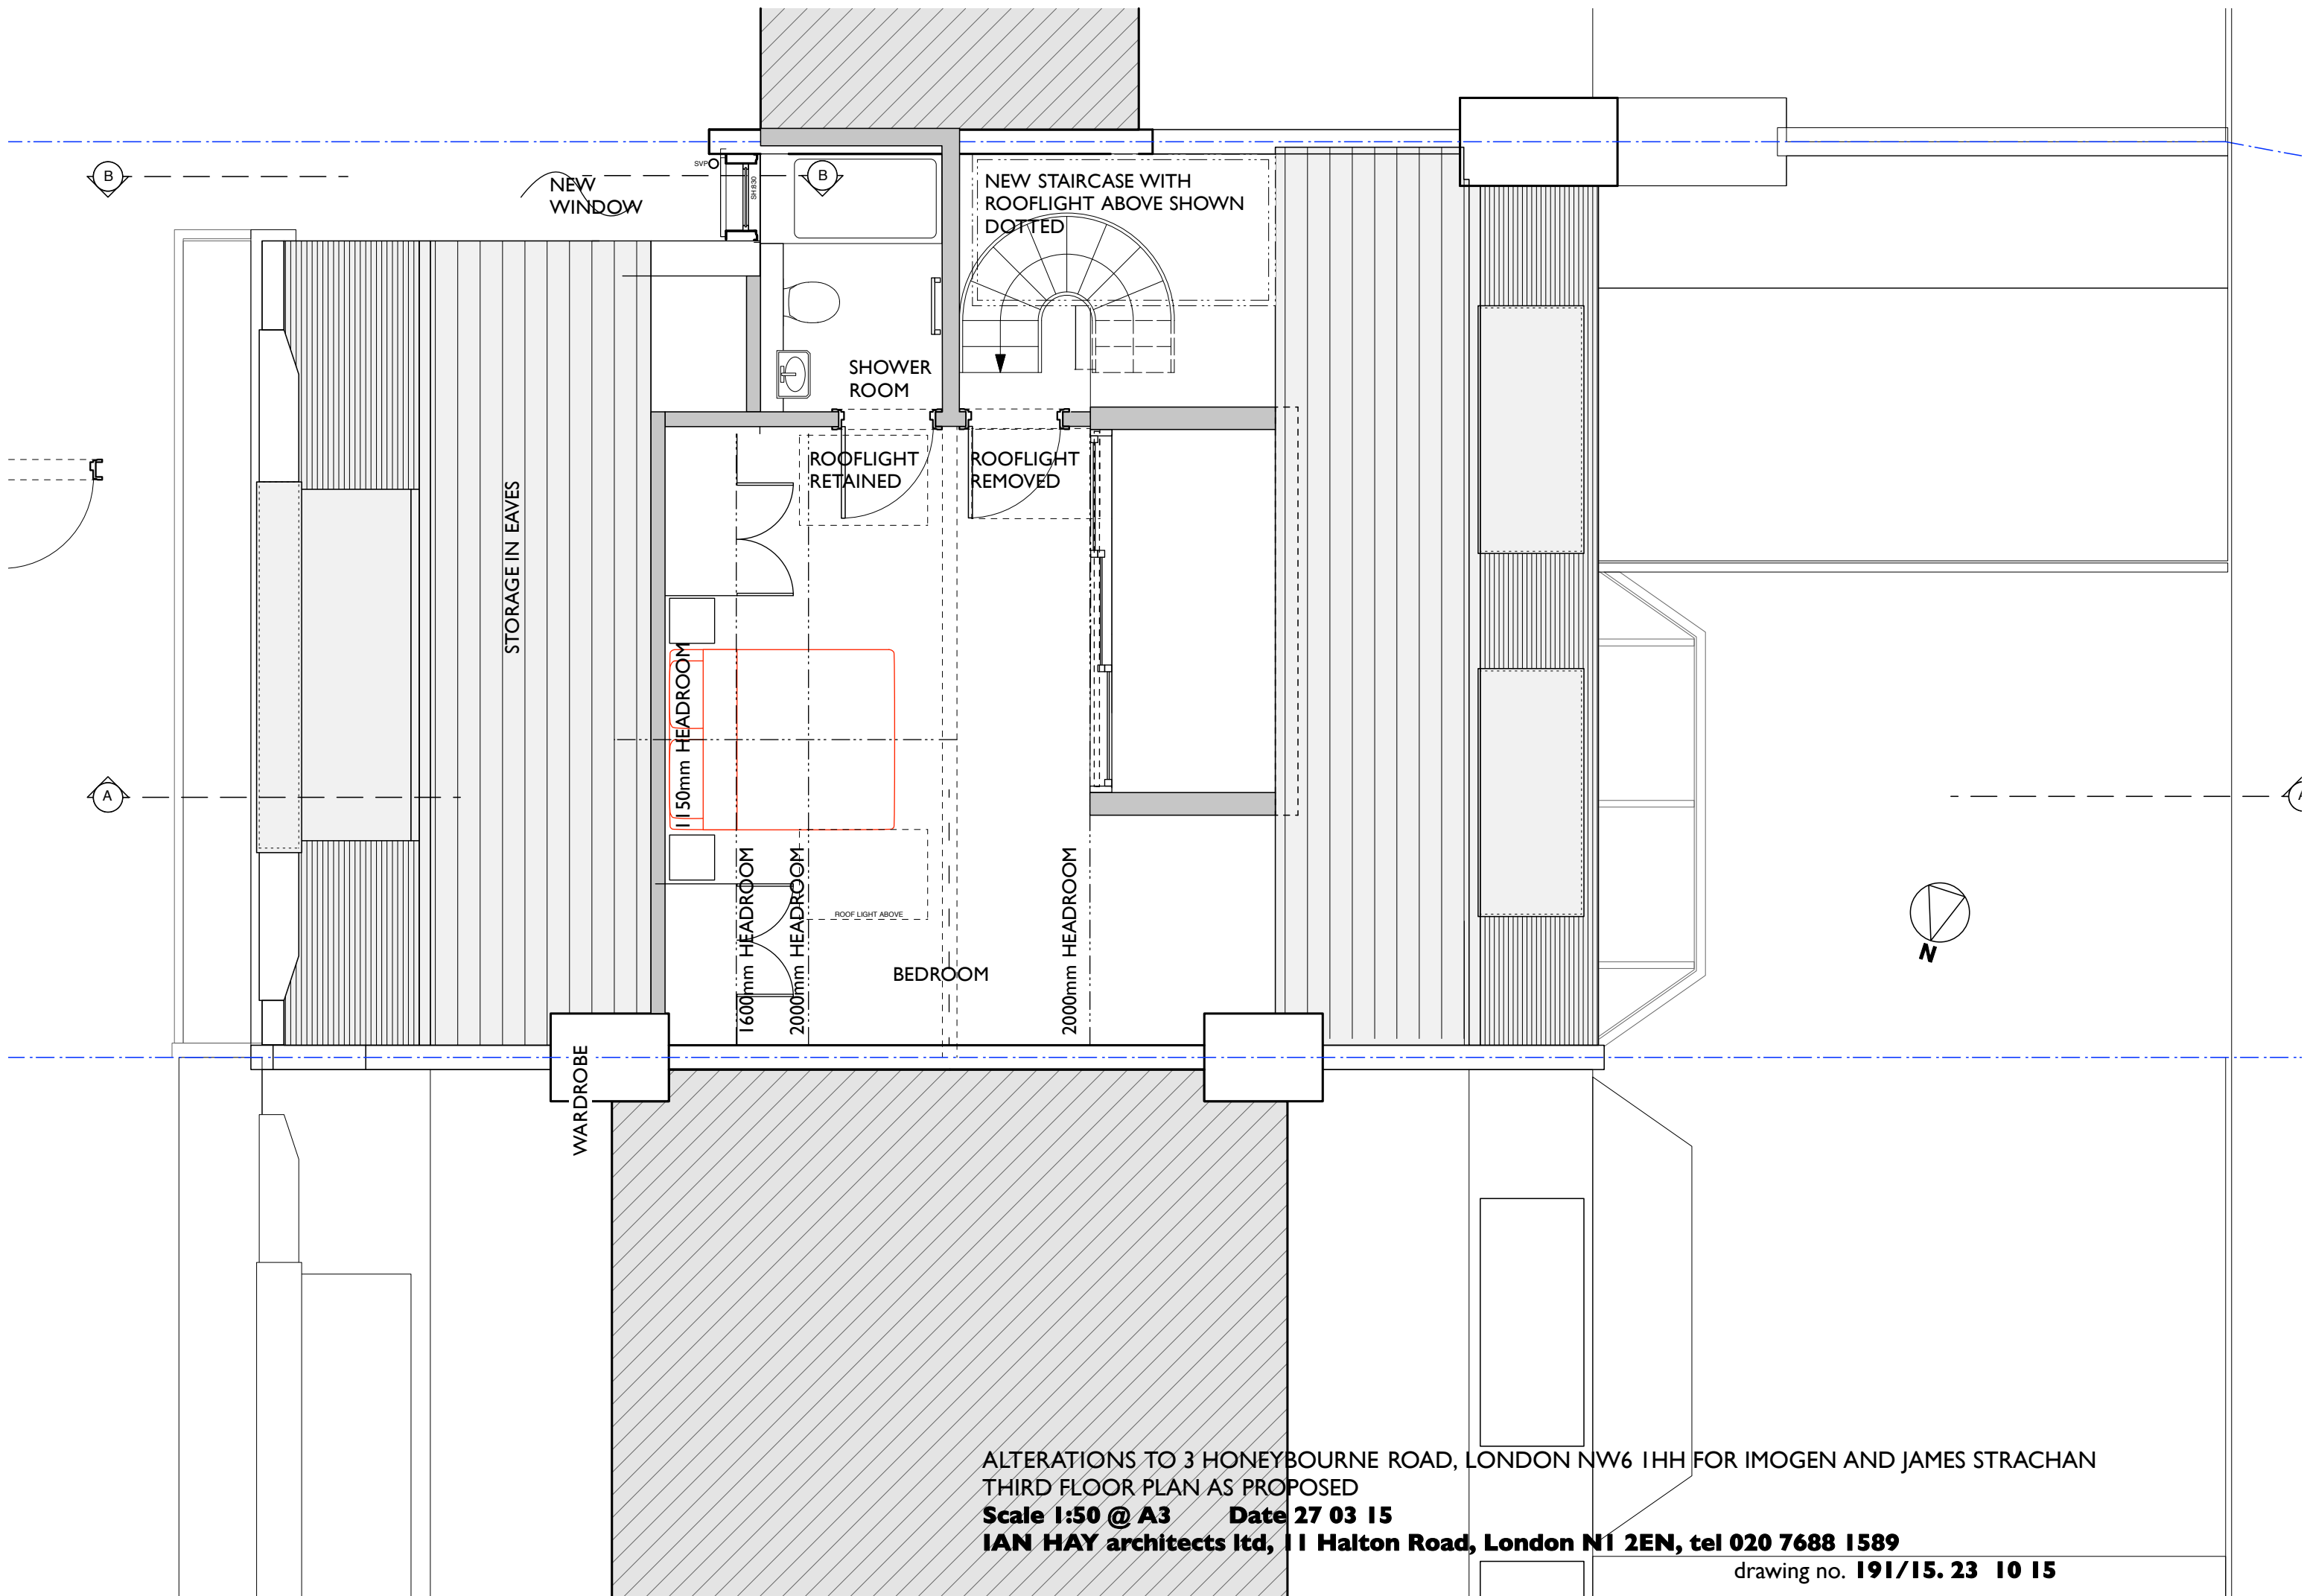 B
SVP
SH:830
B
NEW
WINDOW
NEW STAIRCASE WITH
ROOFLIGHT ABOVE SHOWN
DOTTED
SHOWER
ROOM
ROOFLIGHT
RETAINED
ROOFLIGHT
REMOVED
STORAGE IN EAVES
1150mm HEADROOM
A
A
1600mm HEADROOM
2000mm HEADROOM
2000mm HEADROOM
ROOF LIGHT ABOVE
BEDROOM
N
WARDROBE
ALTERATIONS TO 3 HONEYBOURNE ROAD, LONDON NW6 1HH FOR IMOGEN AND JAMES STRACHAN
THIRD FLOOR PLAN AS PROPOSED
Scale 1:50 @ A3 Date 27 03 15
IAN HAY architects ltd, 11 Halton Road, London N1 2EN, tel 020 7688 1589
drawing no. 191/15. 23 10 15